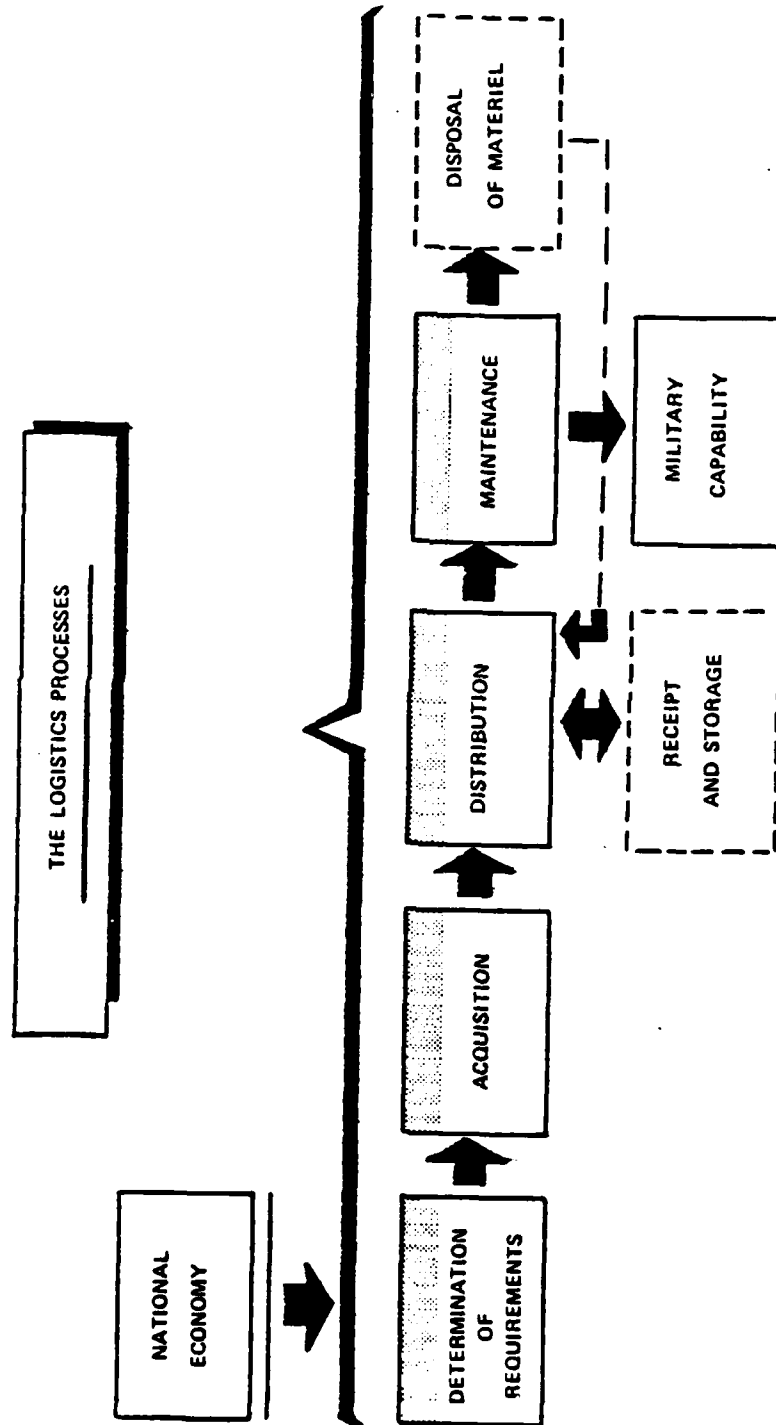 THE LOGISTICS PROCESSES
NATIONAL
ECONOMY
DETERMINATION
OF
REQUIREMENTS
ACQUISITION
DISTRIBUTION
MAINTENANCE
DISPOSAL
OF MATERIEL
RECEIPT
AND STORAGE
MILITARY
CAPABILITY